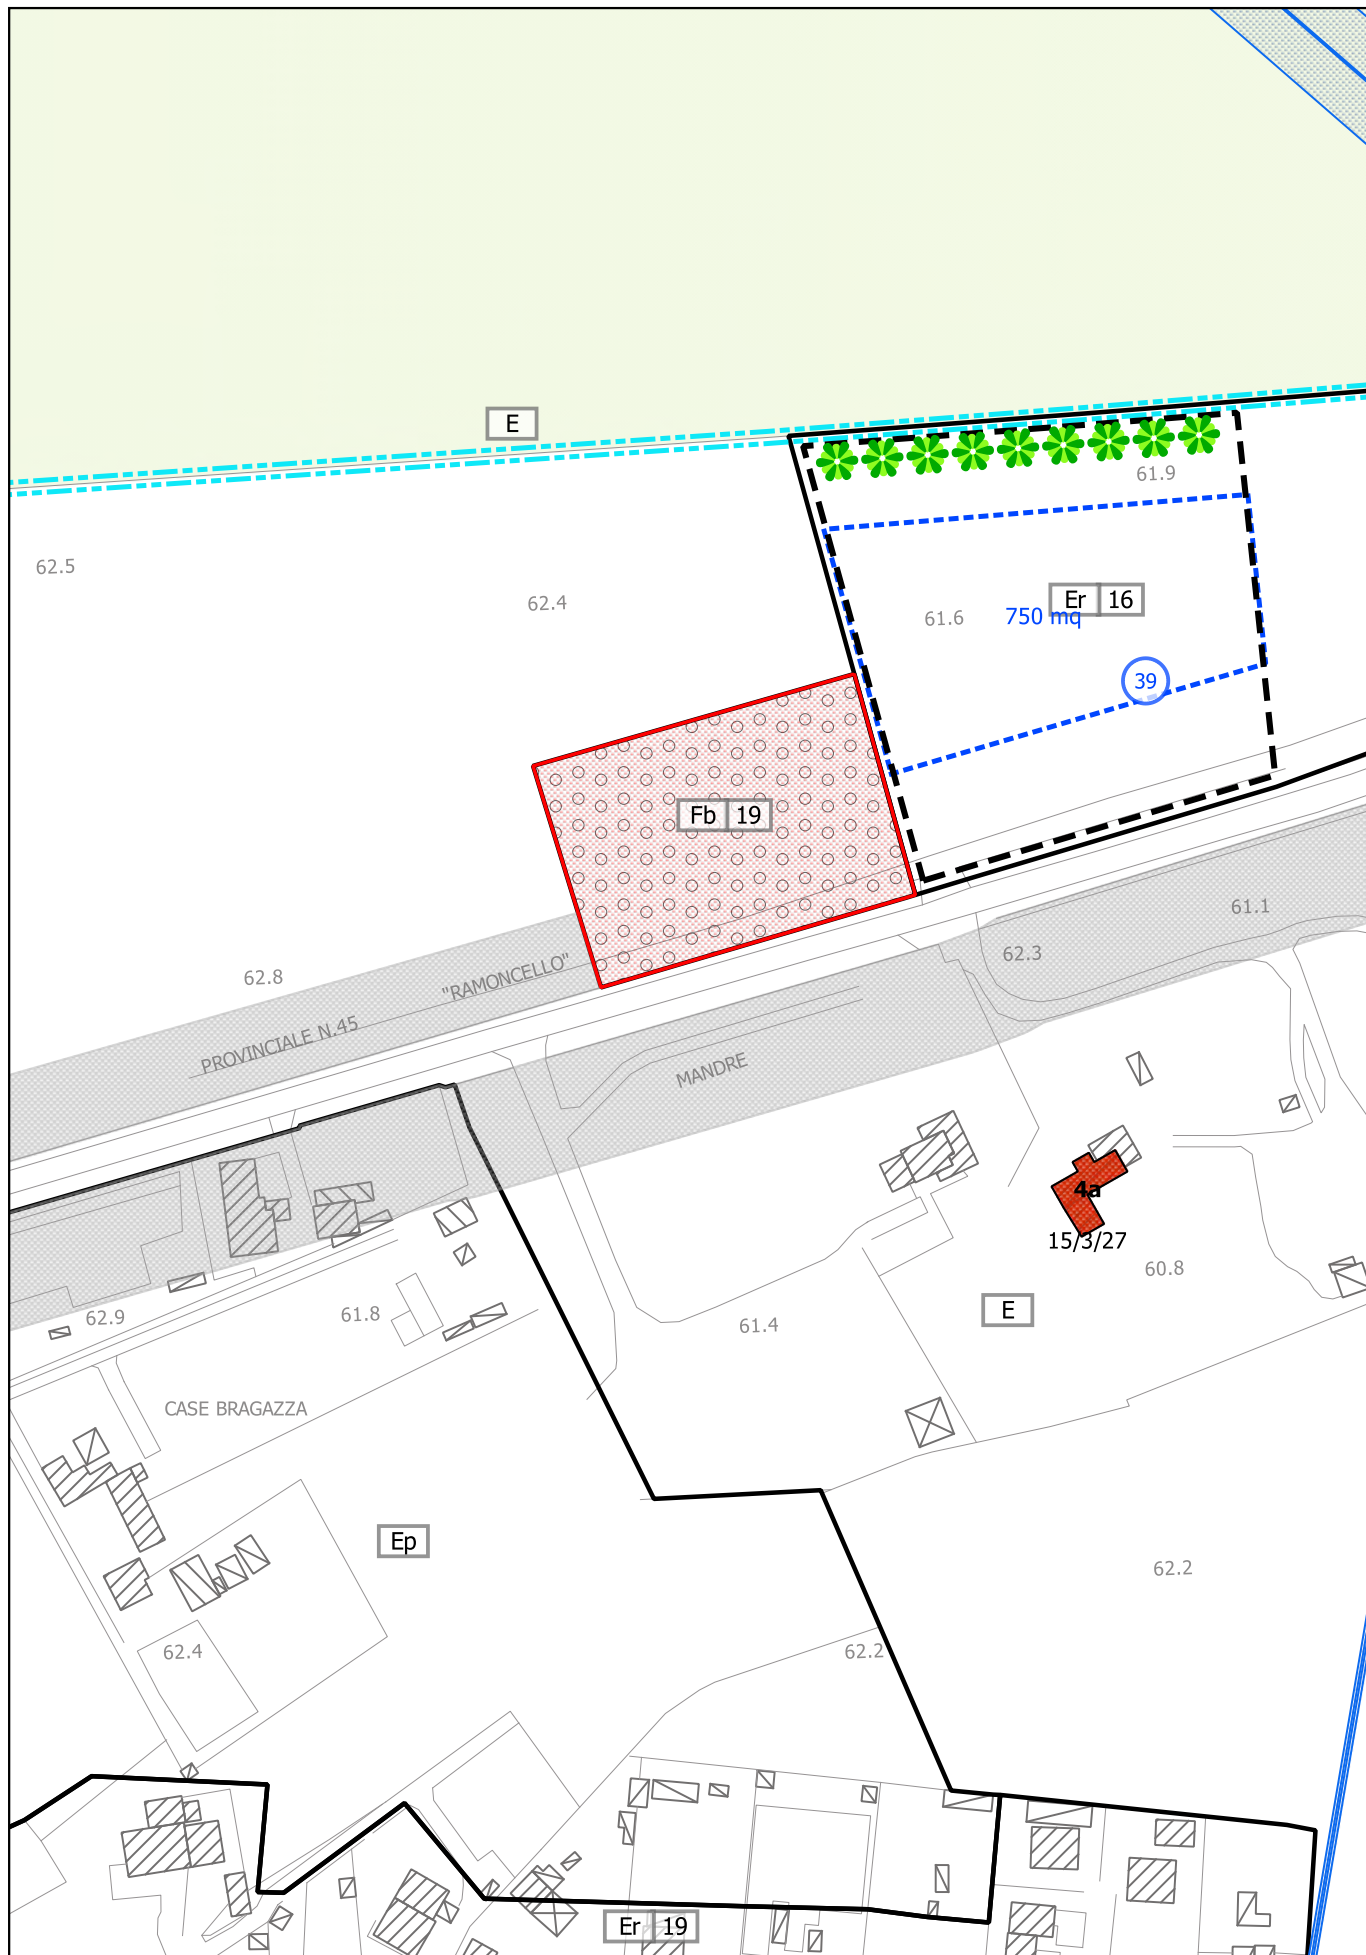 E
61.9
62.5
62.4
61.6
750 mq
Er 16
39
Fb 19
61.1
62.3
62.8
"RAMONCELLO"
PROVINCIALE N.45
MANDRE
4a
15/3/27
60.8
E
62.9
61.8
61.4
CASE BRAGAZZA
Ep
62.2
62.4
62.2
Er 19